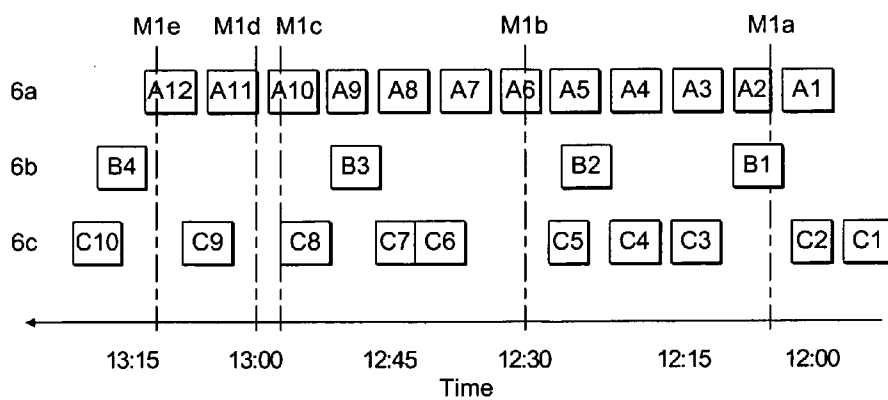 M1e M1d M1c M1b M1a
6a A12 A11 A10 A9 A8 A7 A6 A5 A4 A3 A2 A1
6b B4 B3 B2 B1
6c C10 C9 C8 C7 C6 C5 C4 C3 C2 C1
13:15 13:00 12:45 12:30 12:15 12:00
Time